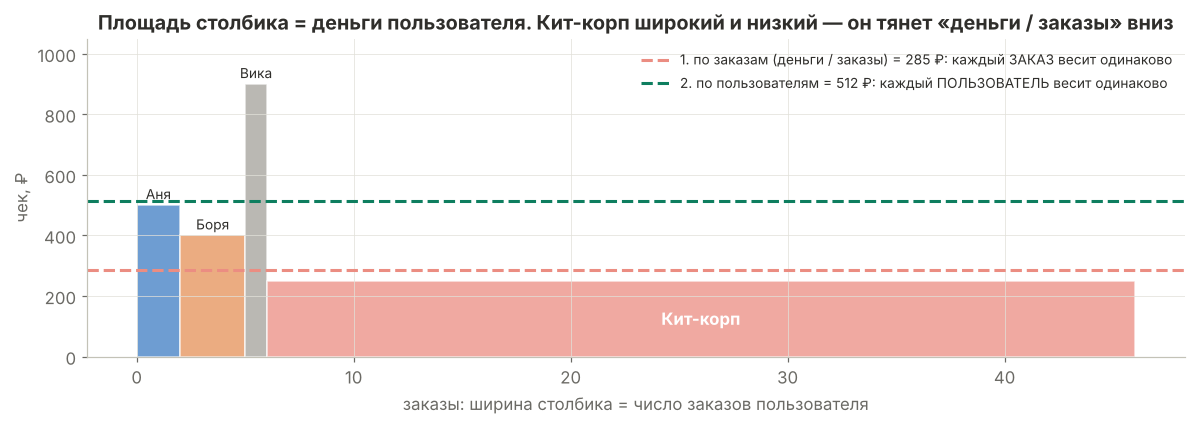 Площадь столбика = деньги пользователя. Кит-корп широкий и низкий — он тянет «деньги / заказы» вниз
1. по заказам (деньги / заказы) = 285 ₽: каждый ЗАКАЗ весит одинаково
2. по пользователям = 512 ₽: каждый ПОЛЬЗОВАТЕЛЬ весит одинаково
чек, ₽
1000
800
600
400
200
0
Аня
Боря
Вика
Кит-корп
0 10 20 30 40
заказы: ширина столбика = число заказов пользователя